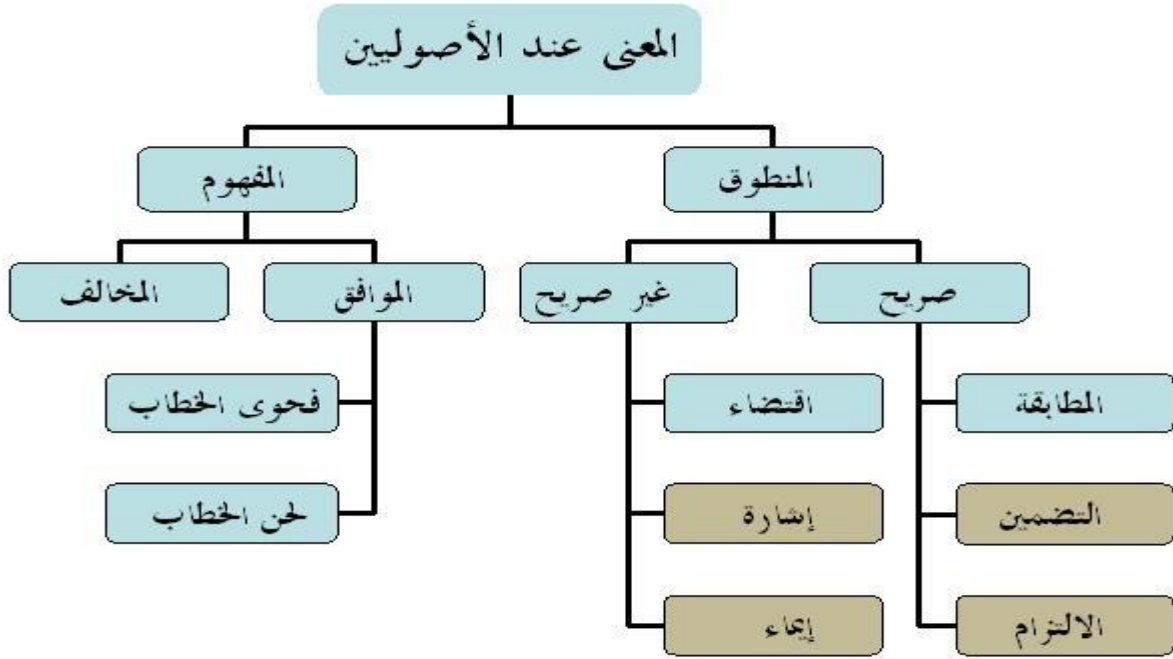 المعنى عند الأصوليين
المنطوق
المفهوم
صريح
غير صريح
الموافق
المخالف
المطابقة
اقتضاء
فحوى الخطاب
التضمين
إشارة
لحن الخطاب
الالتزام
إيماء